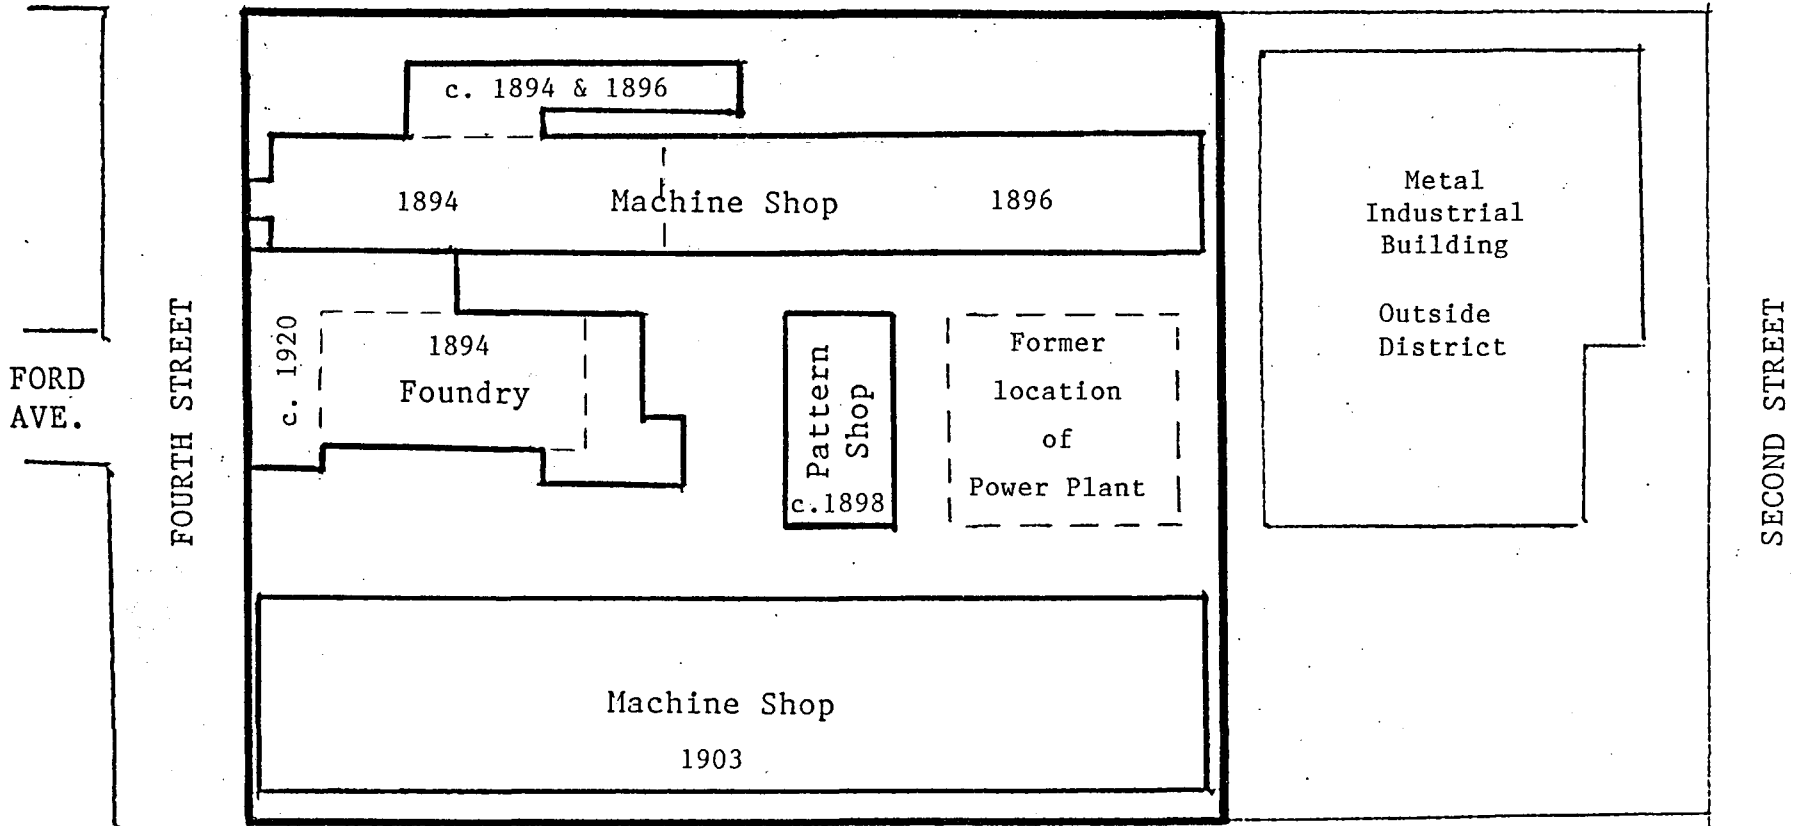 c. 1894 & 1896
1894
Machine Shop
1896
Metal
Industrial
Building
Outside
District
FORD
AVE.
FOURTH STREET
c. 1920
1894
Foundry
Pattern
Shop
c.1898
Former
location
of
Power Plant
SECOND STREET
Machine Shop
1903